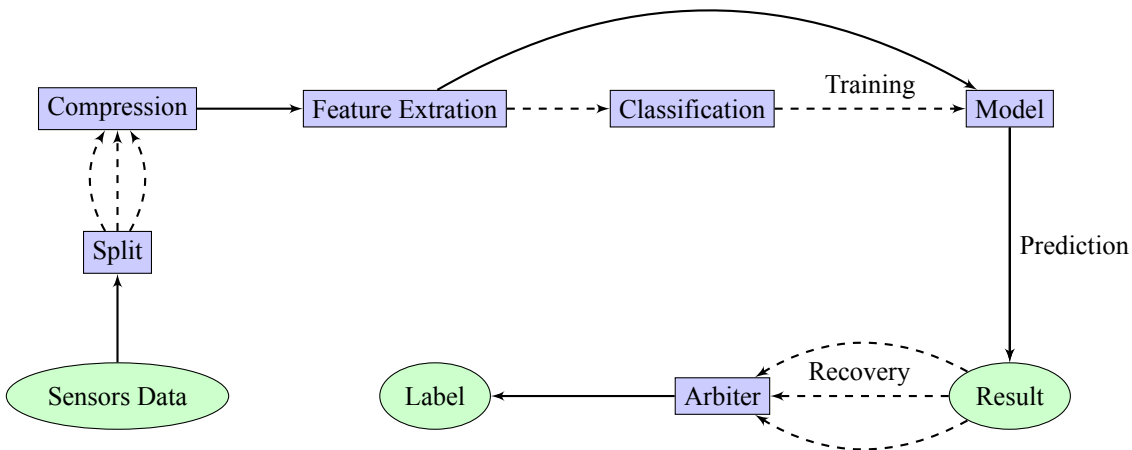 Training
Compression
Feature Extration
Classification
Model
Split
Prediction
Recovery
Sensors Data
Label
Arbiter
Result